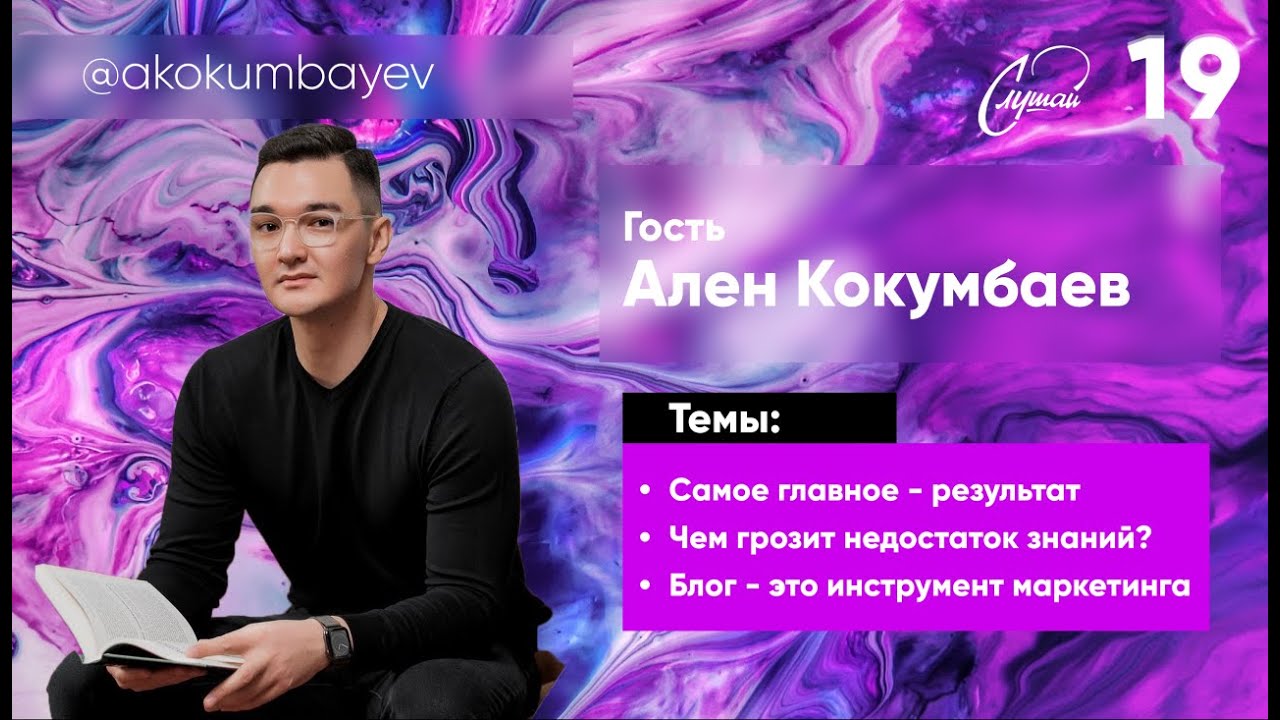 @akokumbayev
Слушай
19
Гость
Ален Кокумбаев
Темы:
• Самое главное - результат
• Чем грозит недостаток знаний?
• Блог - это инструмент маркетинга